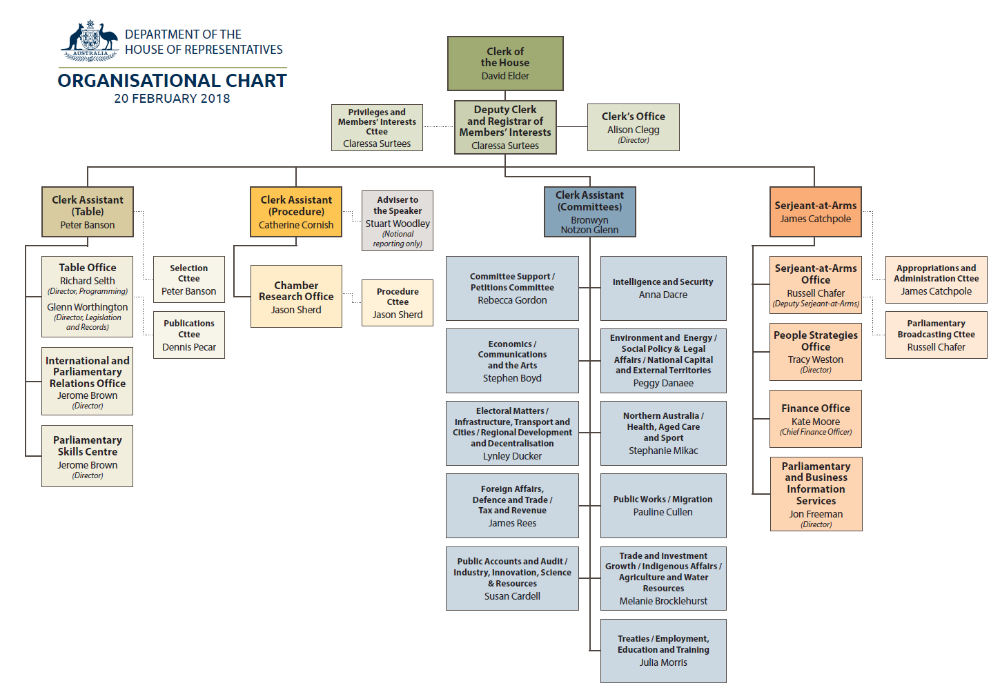 AUSTRALIA
DEPARTMENT OF THE
HOUSE OF REPRESENTATIVES
ORGANISATIONAL CHART
20 FEBRUARY 2018
Clerk of
the House
David Elder
Privileges and
Members' Interests
Cttee
Claressa Surtees
Deputy Clerk
and Registrar of
Members' Interests
Claressa Surtees
Clerk's Office
Alison Clegg
(Director)
Clerk Assistant
(Table)
Peter Banson
Table Office
Richard Selth
(Director, Programming)
Glenn Worthington
(Director, Legislation
and Records)
Selection
Cttee
Peter Banson
Publications
Cttee
Dennis Pecar
International and
Parliamentary
Relations Office
Jerome Brown
(Director)
Parliamentary
Skills Centre
Jerome Brown
(Director)
Clerk Assistant
(Procedure)
Catherine Cornish
Adviser to
the Speaker
Stuart Woodley
(Notional
reporting only)
Chamber
Research Office
Jason Sherd
Procedure
Cttee
Jason Sherd
Clerk Assistant
(Committees)
Bronwyn
Notzon Glenn
Committee Support /
Petitions Committee
Rebecca Gordon
Intelligence and Security
Anna Dacre
Economics /
Communications
and the Arts
Stephen Boyd
Environment and Energy /
Social Policy & Legal
Affairs / National Capital
and External Territories
Peggy Danaee
Electoral Matters /
Infrastructure, Transport and
Cities / Regional Development
and Decentralisation
Lynley Ducker
Northern Australia /
Health, Aged Care
and Sport
Stephanie Mikac
Foreign Affairs,
Defence and Trade /
Tax and Revenue
James Rees
Public Works / Migration
Pauline Cullen
Public Accounts and Audit /
Industry, Innovation, Science
& Resources
Susan Cardell
Trade and Investment
Growth / Indigenous Affairs /
Agriculture and Water
Resources
Melanie Brocklehurst
Treaties / Employment,
Education and Training
Julia Morris
Serjeant-at-Arms
James Catchpole
Serjeant-at-Arms
Office
Russell Chafer
(Deputy Serjeant-at-Arms)
Appropriations and
Administration Cttee
James Catchpole
Parliamentary
Broadcasting Cttee
Russell Chafer
People Strategies
Office
Tracy Weston
(Director)
Finance Office
Kate Moore
(Chief Finance Officer)
Parliamentary
and Business
Information
Services
Jon Freeman
(Director)